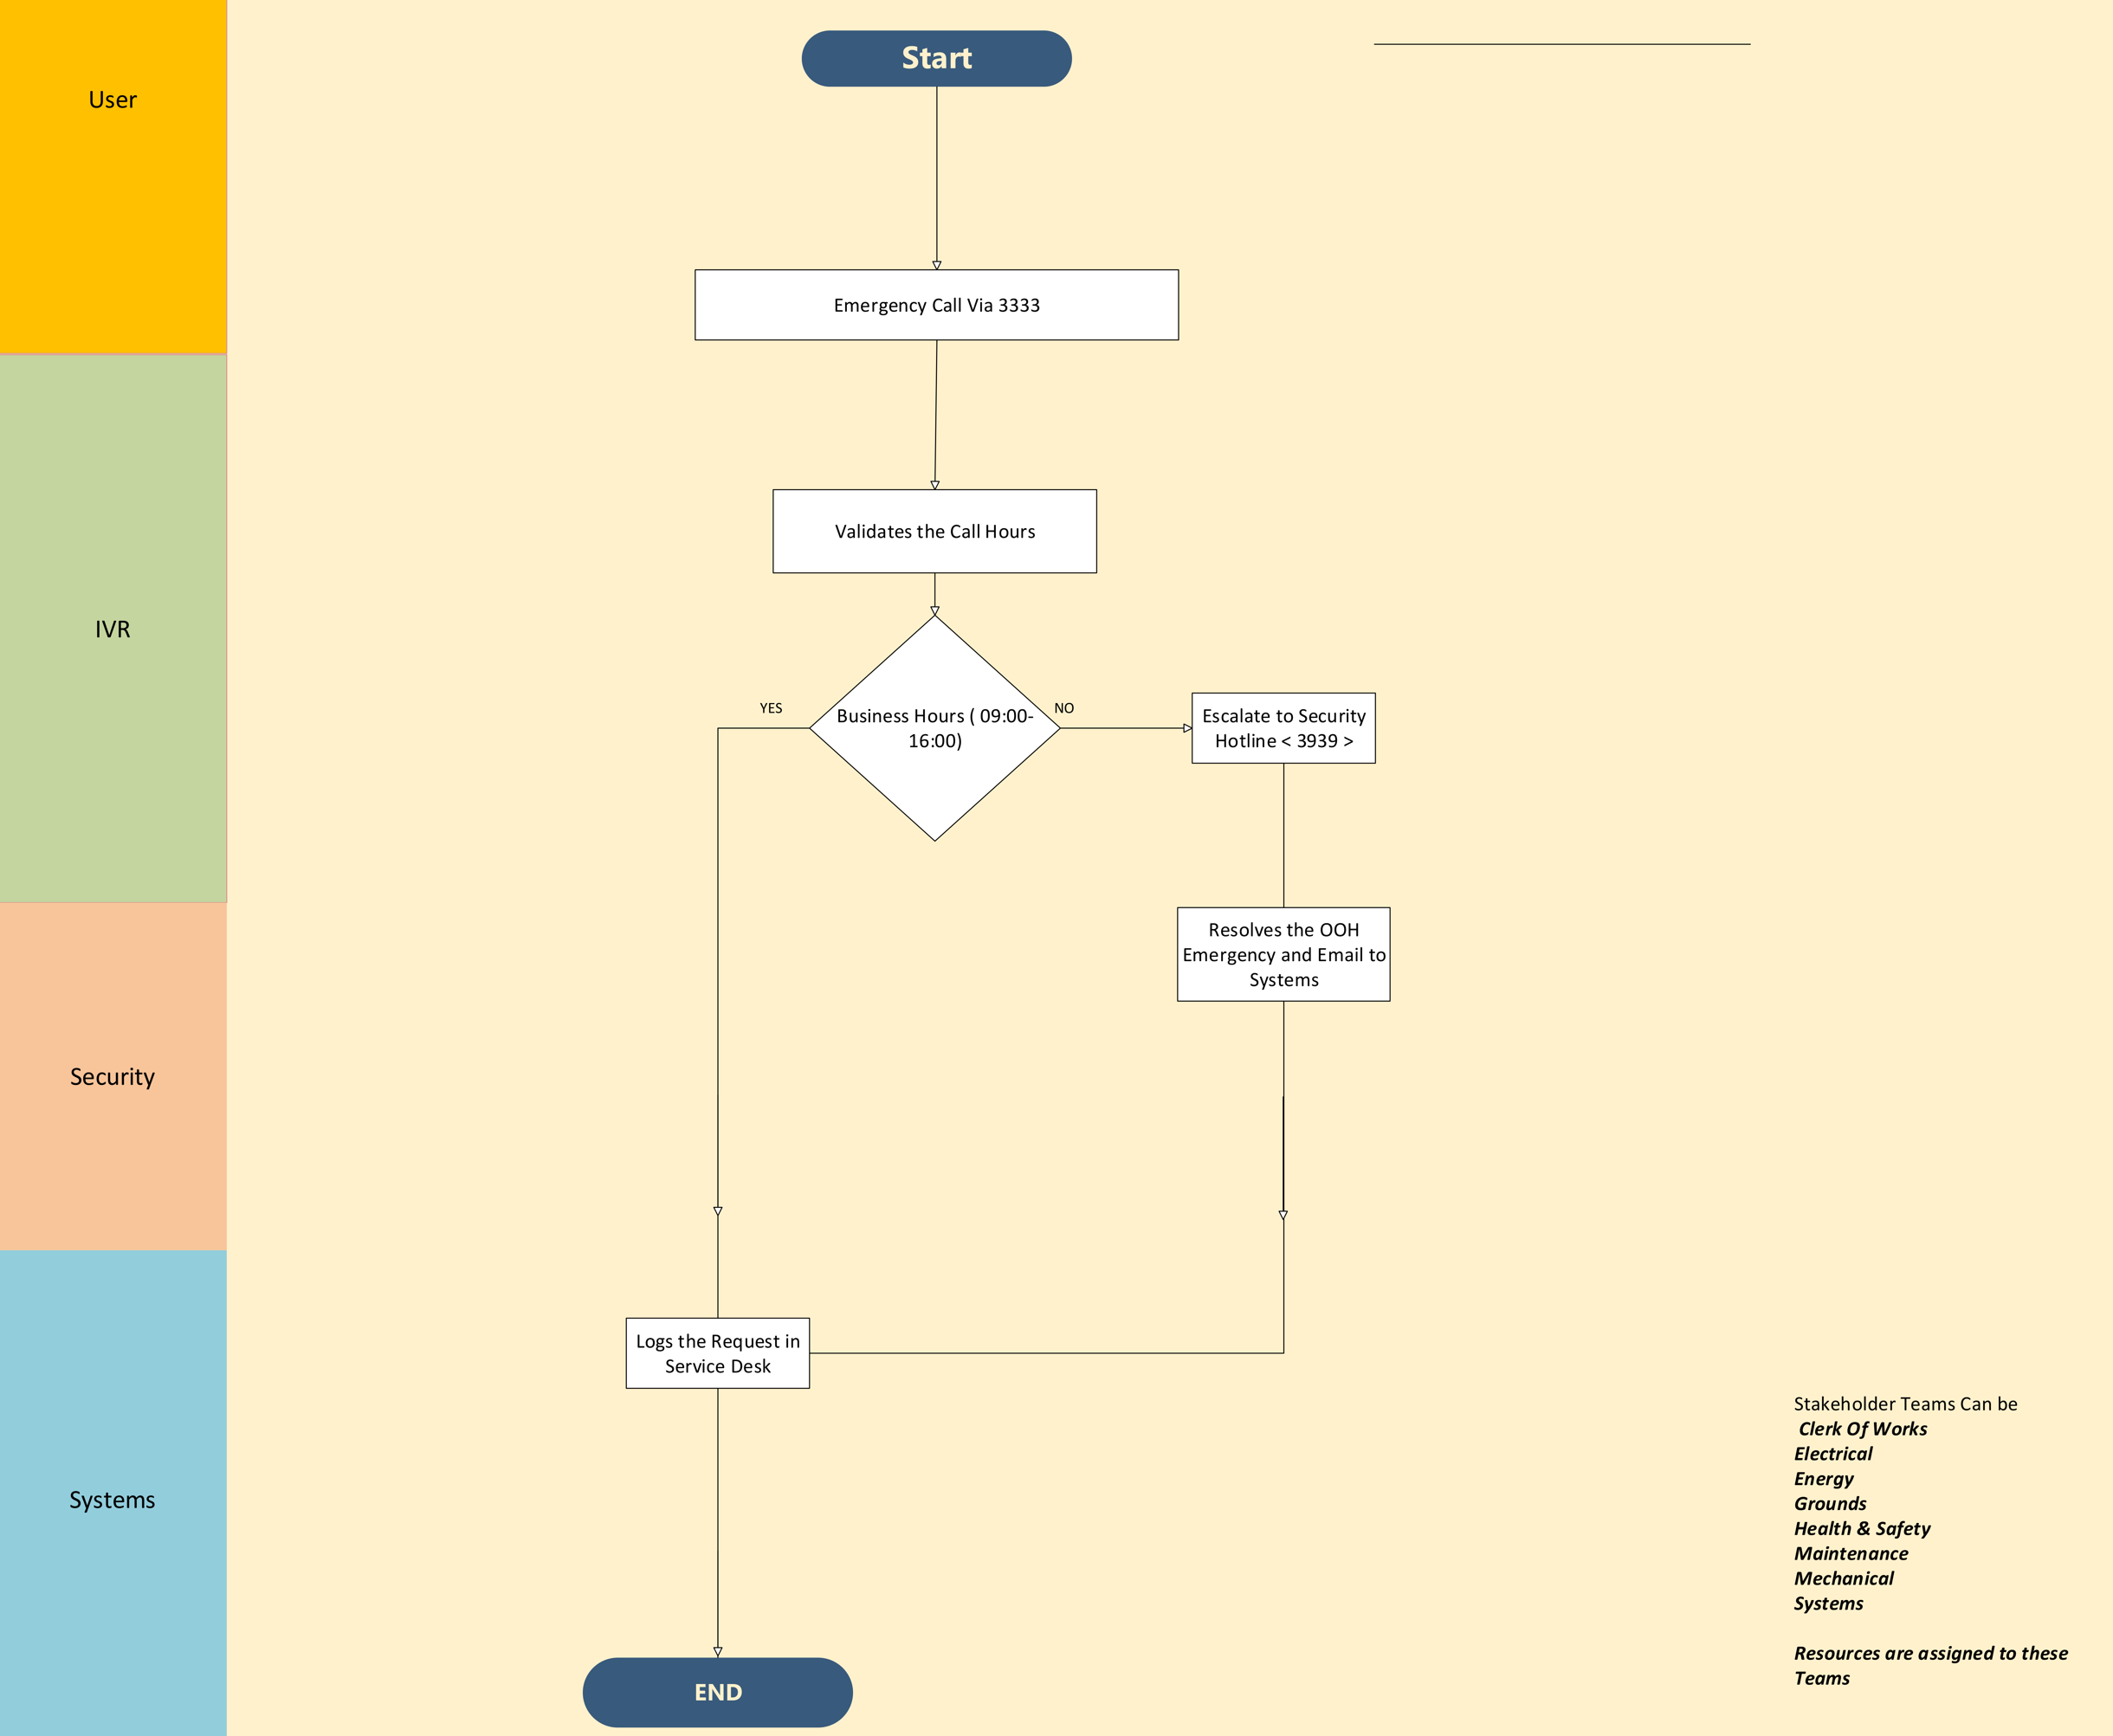 User
Start
Emergency Call Via 3333
IVR
Validates the Call Hours
YES
Business Hours ( 09:00-
16:00)
NO
Escalate to Security
Hotline < 3939 >
Security
Resolves the OOH
Emergency and Email to
Systems
Systems
Logs the Request in
Service Desk
END
Stakeholder Teams Can be
Clerk Of Works
Electrical
Energy
Grounds
Health & Safety
Maintenance
Mechanical
Systems
Resources are assigned to these
Teams